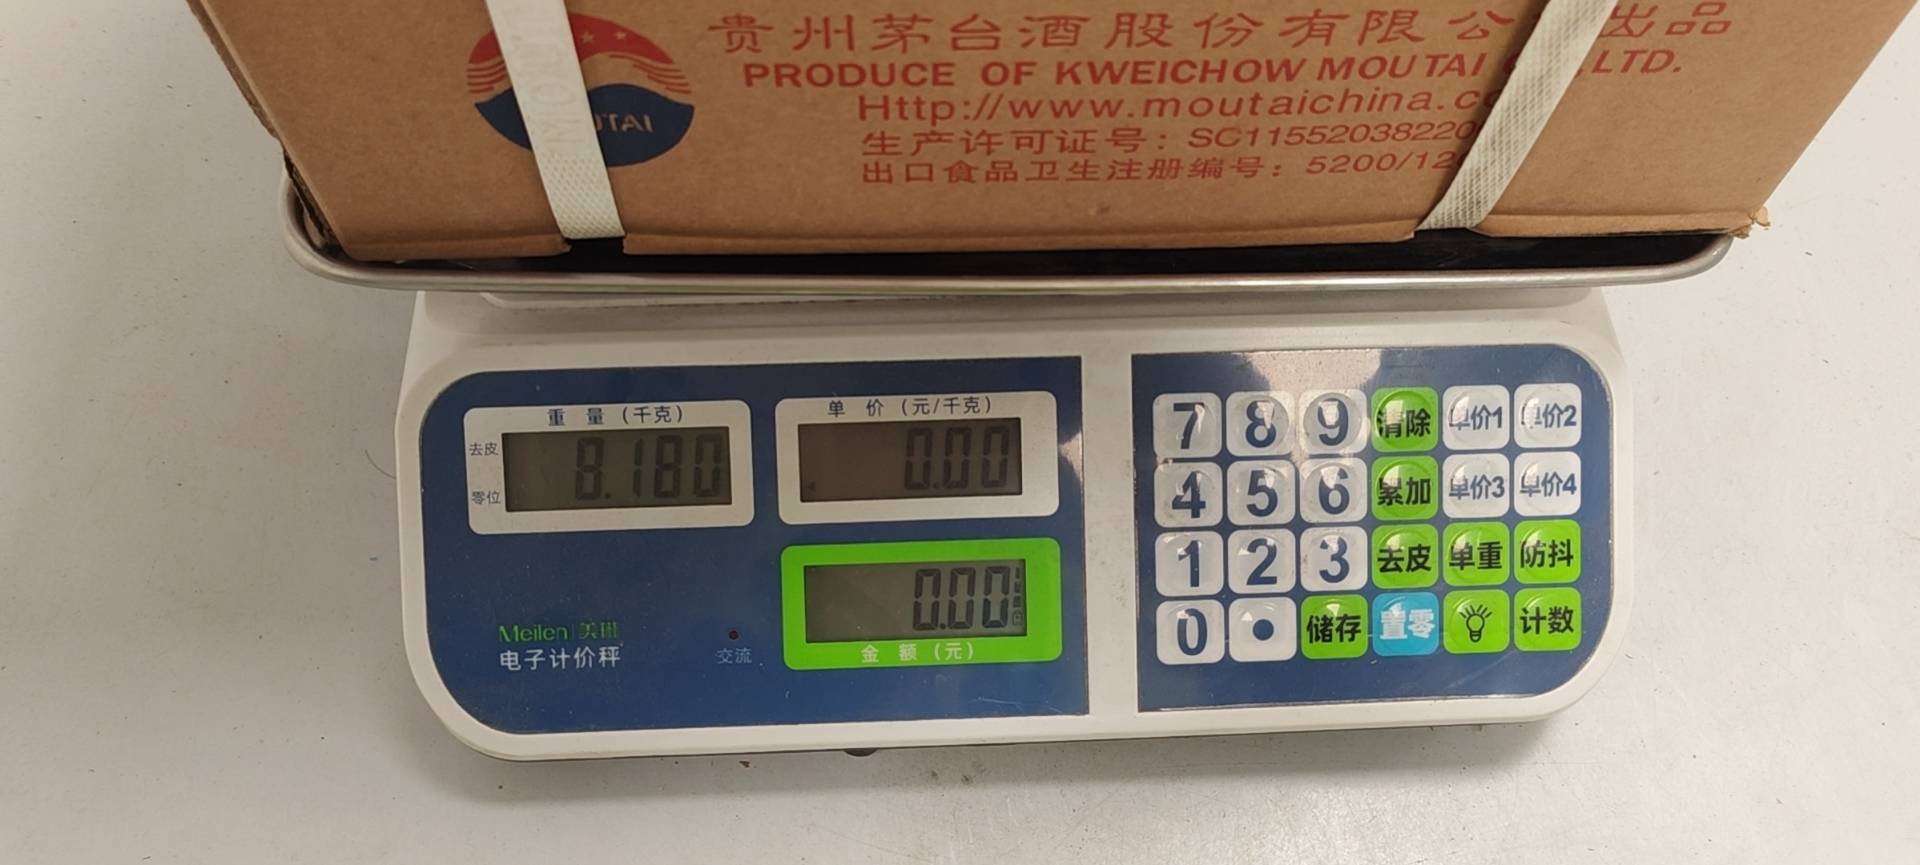 贵州茅台酒股份有限公 出品
PRODUCE OF KWEICHOW MOUTAI LTD.
Http://www.moutaichina.c
生产许可证号: SC11552038220
出口食品卫生注册编号: 5200/12
重量(千克)
去皮
零位
8.180
单价(元/千克)
0.00
0.00
金额(元)
Meilen 美琳
电子计价秤
交流
7 8 9 清除 单价1 单价2
4 5 6 累加 单价3 单价4
1 2 3 去皮 单重 防抖
0 . 储存 置零 计数